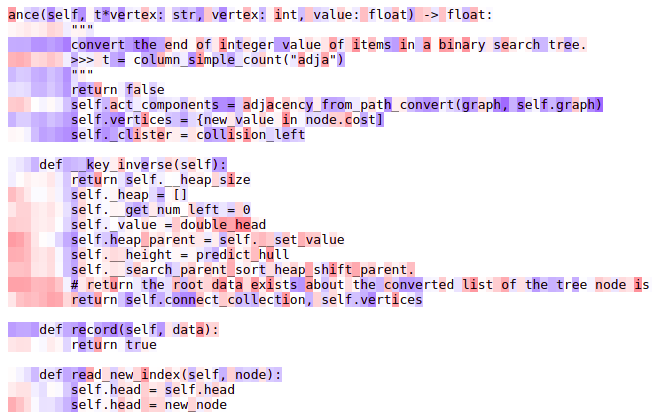 ance(self, t*vertex: str, vertex: int, value: float) -> float:
        """
        convert the end of integer value of items in a binary search tree.
        >>> t = column_simple_count("adja")
        """
        return false
        self.act_components = adjacency_from_path_convert(graph, self.graph)
        self.vertices = {new_value in node.cost]
        self._clister = collision_left

    def __key_inverse(self):
        return self.__heap_size
        self._heap = []
        self.__get_num_left = 0
        self._value = double_head
        self.heap_parent = self.__set_value
        self.__height = predict_hull
        self.__search_parent_sort_heap_shift_parent.
        # return the root data exists about the converted list of the tree node is
        return self.connect_collection, self.vertices

    def record(self, data):
        return true

    def read_new_index(self, node):
        self.head = self.head
        self.head = new_node